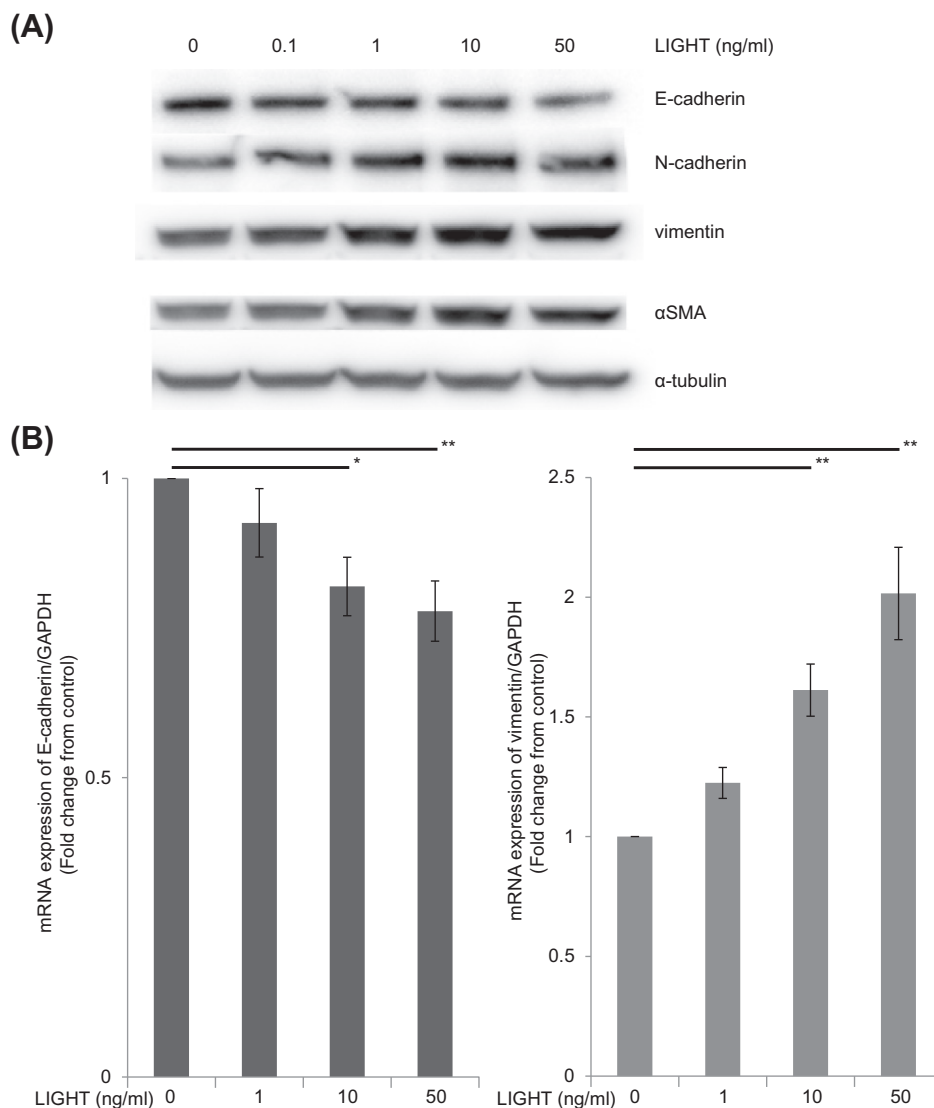 (A)
0 0.1 1 10 50 LIGHT (ng/ml)
E-cadherin
N-cadherin
vimentin
αSMA
α-tubulin
(B)
**
*
1
0.5
0
mRNA expression of E-cadherin/GAPDH
(Fold change from control)
LIGHT (ng/ml) 0 1 10 50
**
**
2.5
2
1.5
1
0.5
0
mRNA expression of vimentin/GAPDH
(Fold change from control)
LIGHT (ng/ml) 0 1 10 50